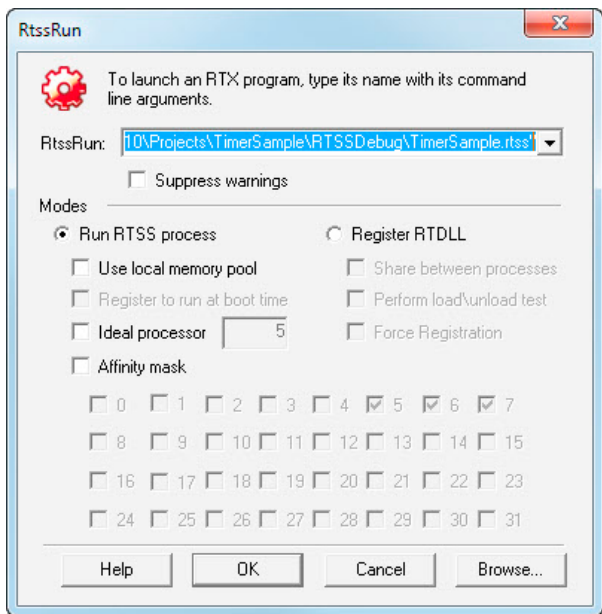 RtssRun
To launch an RTX program, type its name with its command
line arguments.
RtssRun: 10\Projects\TimerSample\RTSSDebug\TimerSample.rtss"
Suppress warnings
Modes
Run RTSS process Register RTDLL
Use local memory pool Share between processes
Register to run at boot time Perform load\unload test
Ideal processor 5 Force Registration
Affinity mask
0 1 2 3 4 5 6 7
8 9 10 11 12 13 14 15
16 17 18 19 20 21 22 23
24 25 26 27 28 29 30 31
Help OK Cancel Browse...